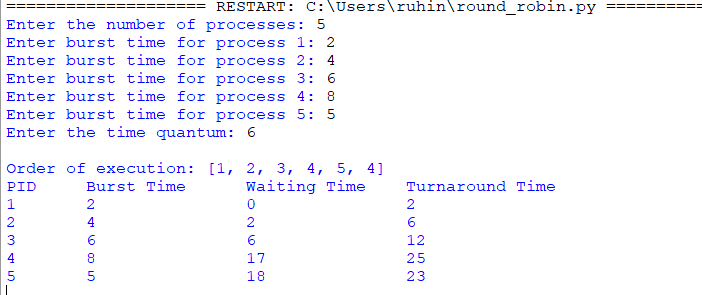 ==================== RESTART: C:\Users\ruhin\round_robin.py ==========
Enter the number of processes: 5
Enter burst time for process 1: 2
Enter burst time for process 2: 4
Enter burst time for process 3: 6
Enter burst time for process 4: 8
Enter burst time for process 5: 5
Enter the time quantum: 6
Order of execution: [1, 2, 3, 4, 5, 4]
PID Burst Time Waiting Time Turnaround Time
1 2 0 2
2 4 2 6
3 6 6 12
4 8 17 25
5 5 18 23